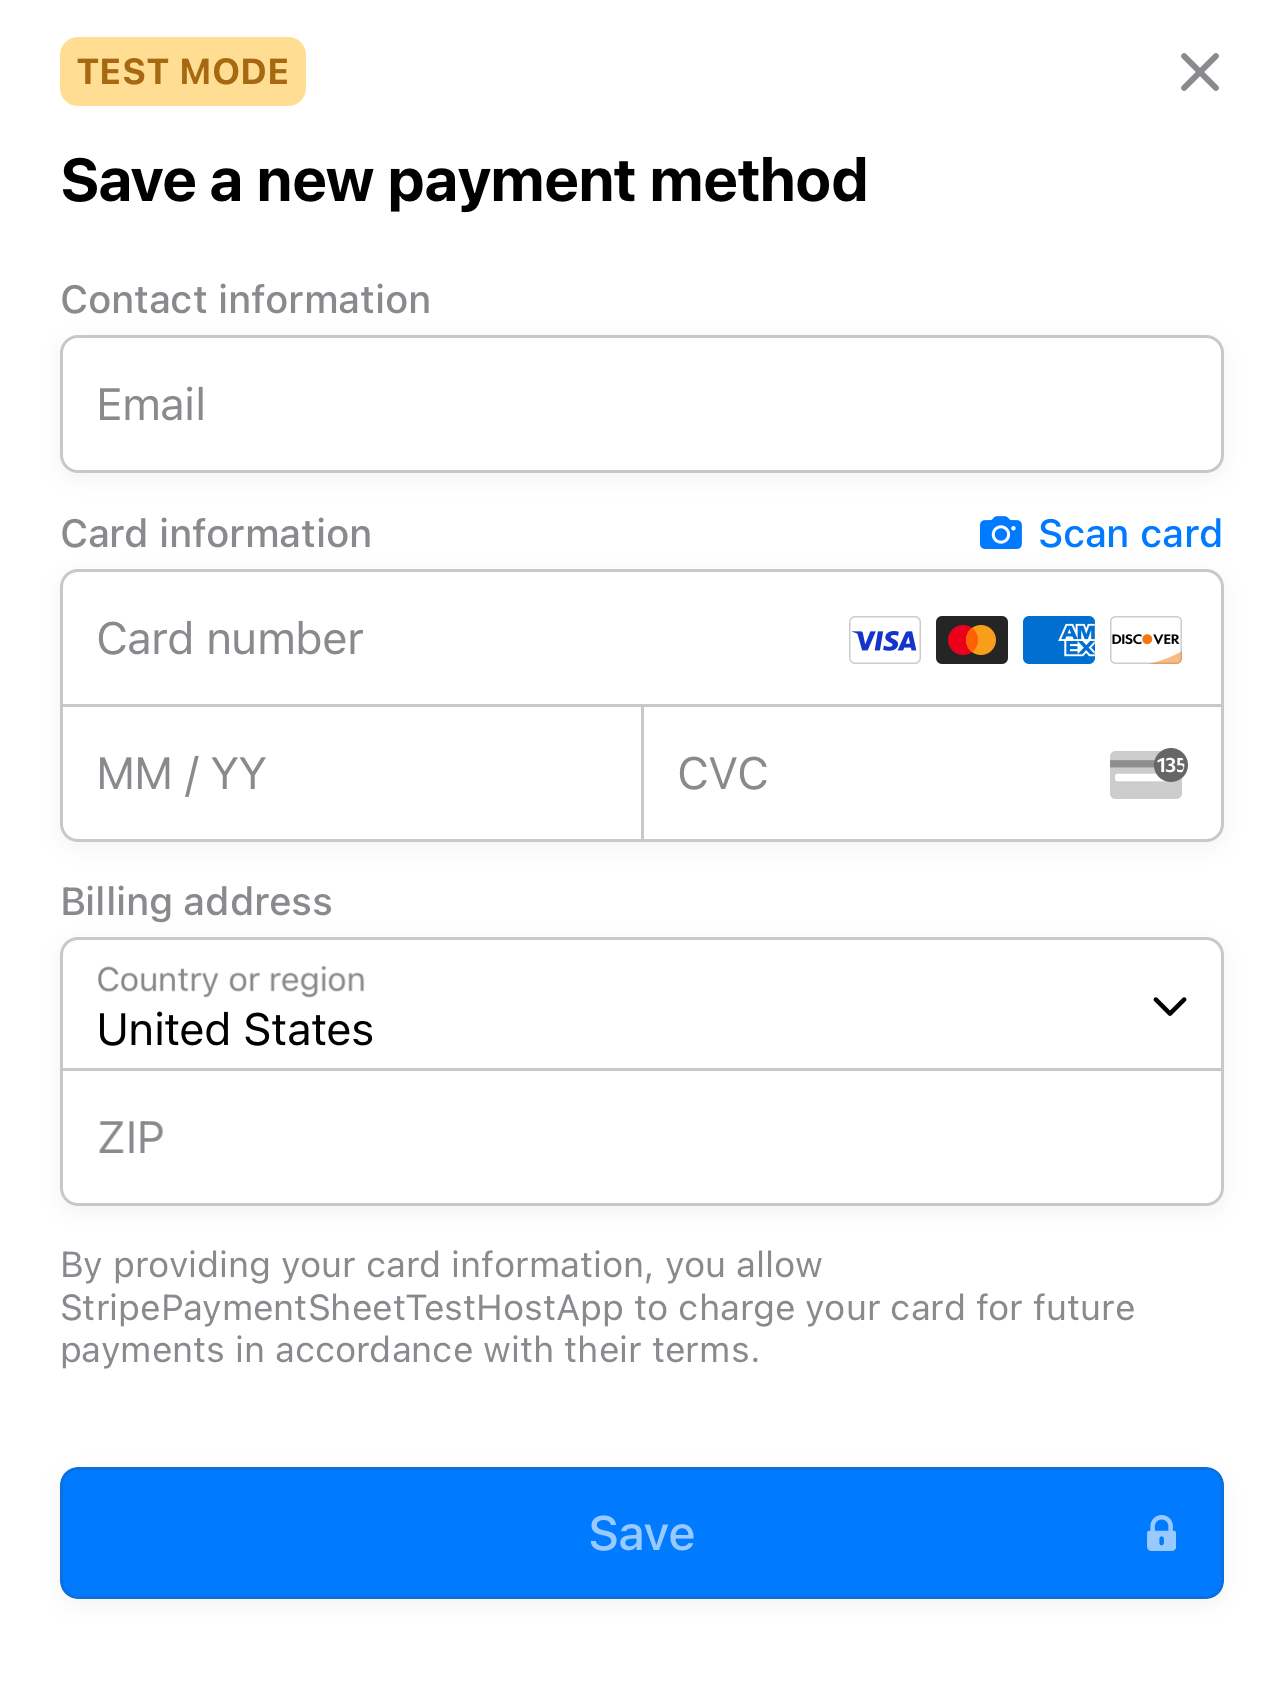 TEST MODE
Save a new payment method
Contact information
Email
Card information
Scan card
Card number
VISA
AM
EX
DISCOVER
MM / YY
CVC
135
Billing address
Country or region
United States
ZIP
By providing your card information, you allow
StripePaymentSheetTestHostApp to charge your card for future
payments in accordance with their terms.
Save